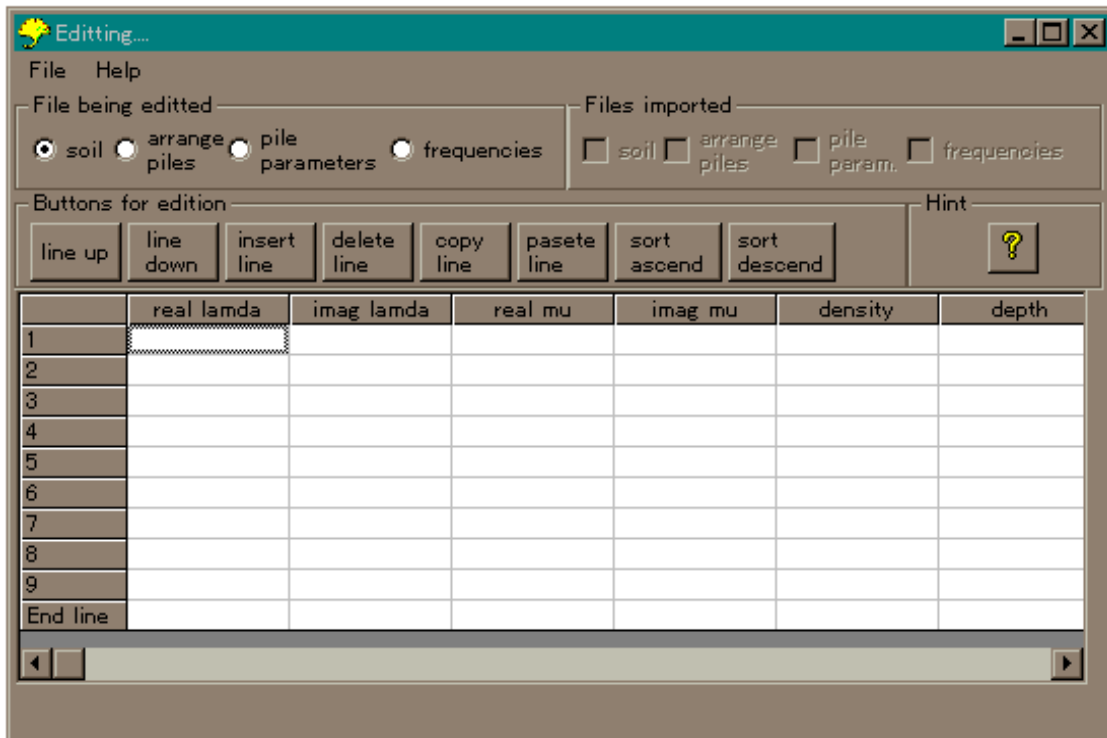 Editting....
File Help
File being editted
Files imported
soil arrange piles pile parameters frequencies
soil arrange piles pile param. frequencies
Buttons for edition
Hint
line up line down insert line delete line copy line pasete line sort ascend sort descend ?
real lamda imag lamda real mu imag mu density depth
1
2
3
4
5
6
7
8
9
End line